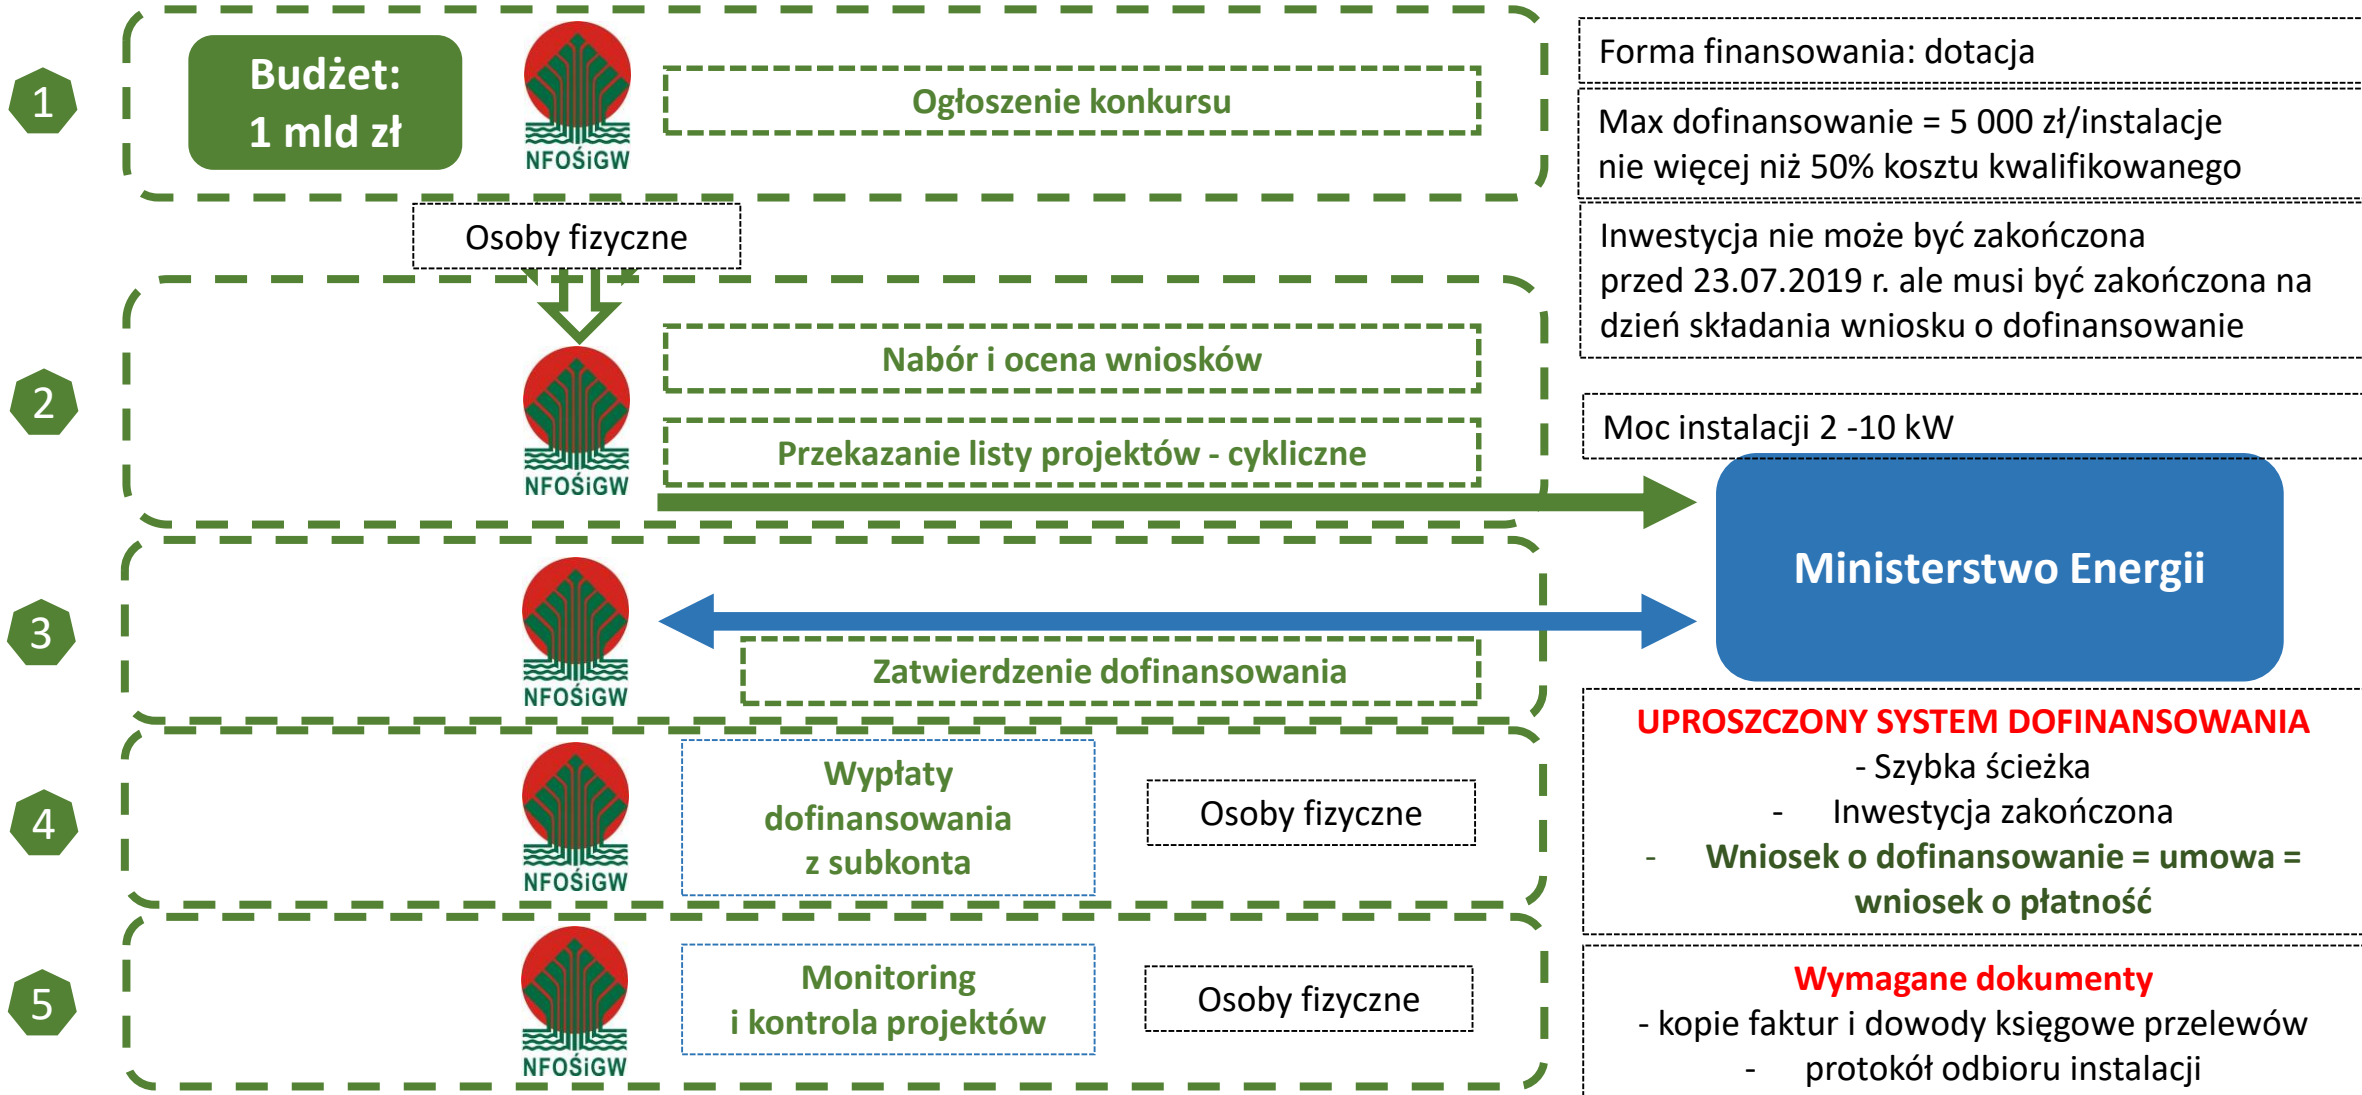 1
Budżet:
1 mld zł
NFOŚiGW
Ogłoszenie konkursu
Osoby fizyczne
2
NFOŚiGW
Nabór i ocena wniosków
Przekazanie listy projektów - cykliczne
3
NFOŚiGW
Zatwierdzenie dofinansowania
4
NFOŚiGW
Wypłaty
dofinansowania
z subkonta
Osoby fizyczne
5
NFOŚiGW
Monitoring
i kontrola projektów
Osoby fizyczne
Forma finansowania: dotacja
Max dofinansowanie = 5 000 zł/instalacje
nie więcej niż 50% kosztu kwalifikowanego
Inwestycja nie może być zakończona
przed 23.07.2019 r. ale musi być zakończona na
dzień składania wniosku o dofinansowanie
Moc instalacji 2 -10 kW
Ministerstwo Energii
UPROSZCZONY SYSTEM DOFINANSOWANIA
- Szybka ścieżka
- Inwestycja zakończona
- Wniosek o dofinansowanie = umowa =
wniosek o płatność
Wymagane dokumenty
- kopie faktur i dowody księgowe przelewów
- protokół odbioru instalacji